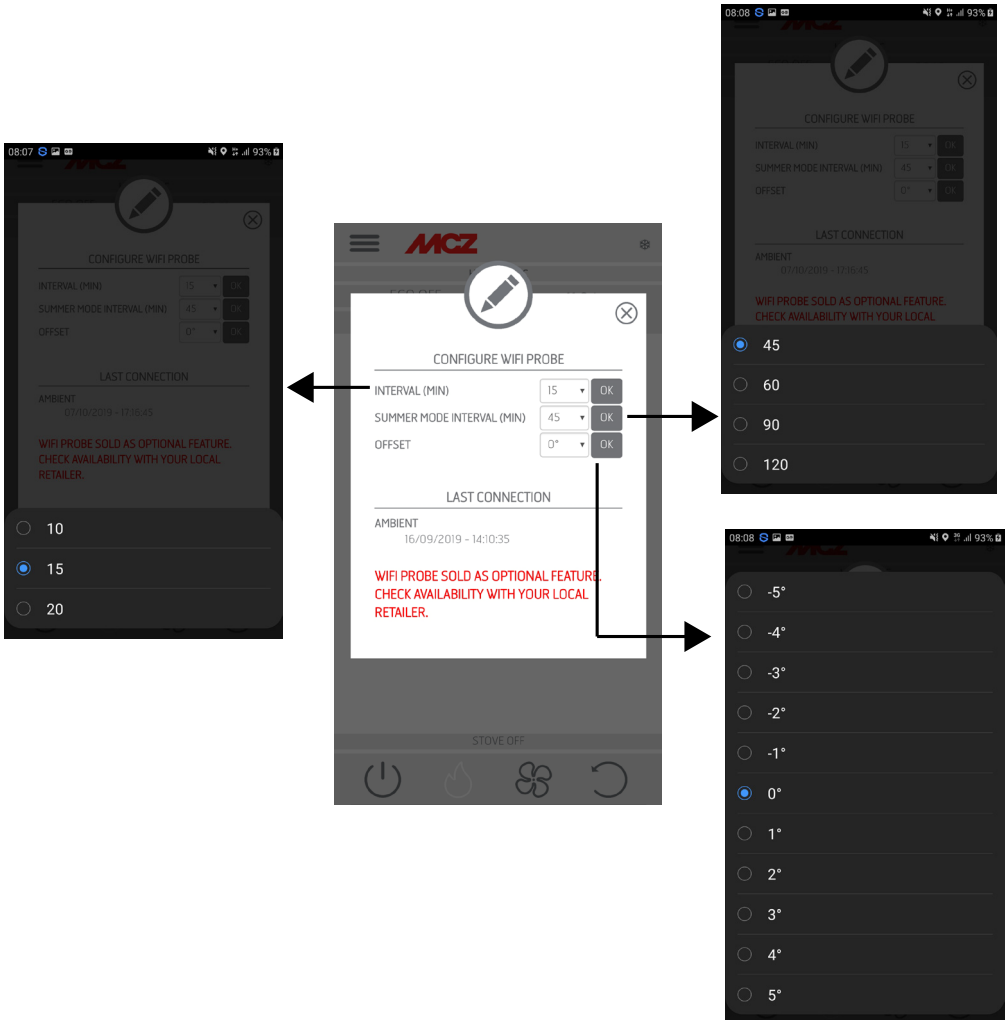 08:07 93%
MCZ
CONFIGURE WIFI PROBE
INTERVAL (MIN) 15 OK
SUMMER MODE INTERVAL (MIN) 45 OK
OFFSET 0° OK
LAST CONNECTION
AMBIENT
07/10/2019 - 17:16:45
WIFI PROBE SOLD AS OPTIONAL FEATURE.
CHECK AVAILABILITY WITH YOUR LOCAL
RETAILER.
10
15
20
MCZ
CONFIGURE WIFI PROBE
INTERVAL (MIN) 15 OK
SUMMER MODE INTERVAL (MIN) 45 OK
OFFSET 0° OK
LAST CONNECTION
AMBIENT
16/09/2019 - 14:10:35
WIFI PROBE SOLD AS OPTIONAL FEATURE.
CHECK AVAILABILITY WITH YOUR LOCAL
RETAILER.
STOVE OFF
08:08 93%
MCZ
CONFIGURE WIFI PROBE
INTERVAL (MIN) 15 OK
SUMMER MODE INTERVAL (MIN) 45 OK
OFFSET 0° OK
LAST CONNECTION
AMBIENT
07/10/2019 - 17:16:45
WIFI PROBE SOLD AS OPTIONAL FEATURE.
CHECK AVAILABILITY WITH YOUR LOCAL
45
60
90
120
08:08 3G 93%
-5°
-4°
-3°
-2°
-1°
0°
1°
2°
3°
4°
5°